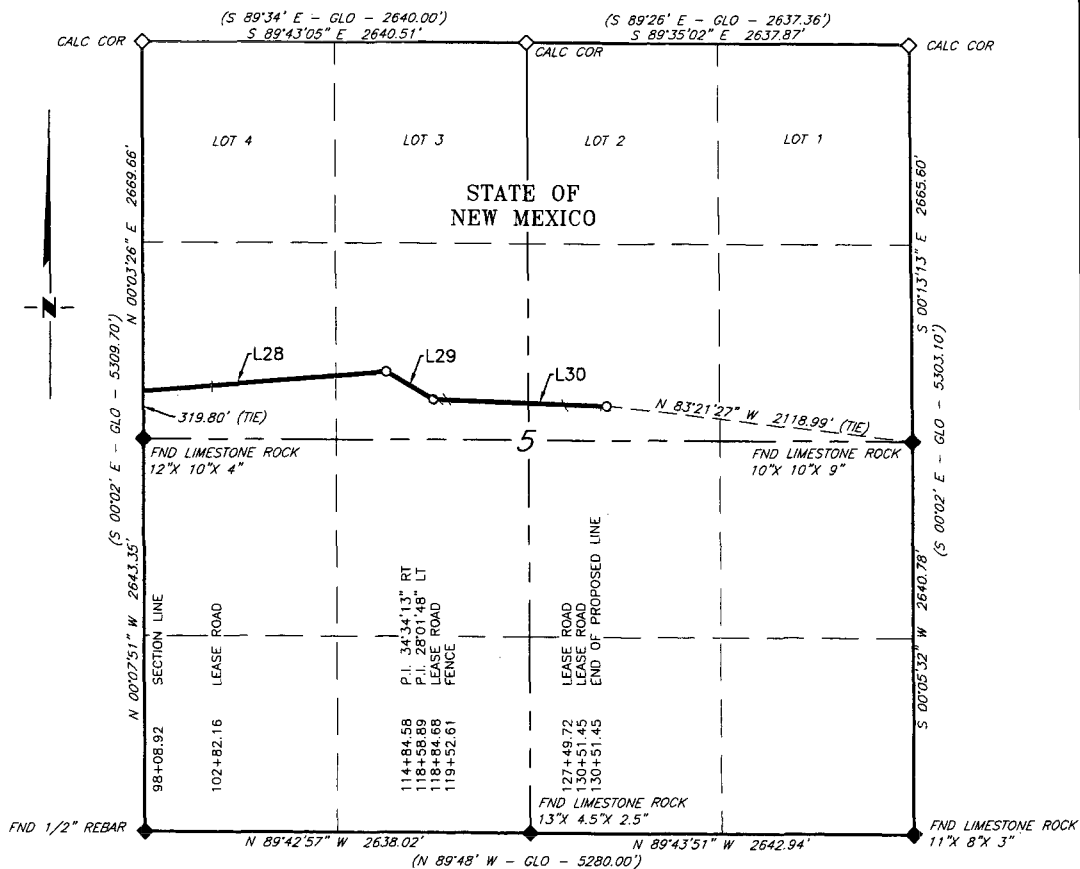 (S 89°34' E - GLO - 2640.00')
S 89°43'05" E 2640.51'
(S 89°26' E - GLO - 2637.36')
S 89°35'02" E 2637.87'
CALC COR
CALC COR
CALC COR
LOT 4
LOT 3
LOT 2
LOT 1
STATE OF
NEW MEXICO
N 00°03'26" E 2669.66'
S 00°13'13" E 2665.60'
N
(S 00°02' E - GLO - 5309.70')
(S 00°02' E - GLO - 5303.10')
L28
L29
L30
319.80' (TIE)
N 83°21'27" W 2118.99' (TIE)
5
FND LIMESTONE ROCK
12"X 10"X 4"
FND LIMESTONE ROCK
10"X 10"X 9"
N 00°07'51" W 2643.35'
S 00°05'32" W 2640.78'
98+08.92 SECTION LINE
102+82.16 LEASE ROAD
114+84.58 P.I. 34°34'13" RT
118+58.89 P.I. 28°01'48" LT
118+84.68 LEASE ROAD
119+52.61 FENCE
127+49.72 LEASE ROAD
130+51.45 LEASE ROAD
130+51.45 END OF PROPOSED LINE
FND LIMESTONE ROCK
13"X 4.5"X 2.5"
FND 1/2" REBAR
FND LIMESTONE ROCK
11"X 8"X 3"
N 89°42'57" W 2638.02'
N 89°43'51" W 2642.94'
(N 89°48' W - GLO - 5280.00')